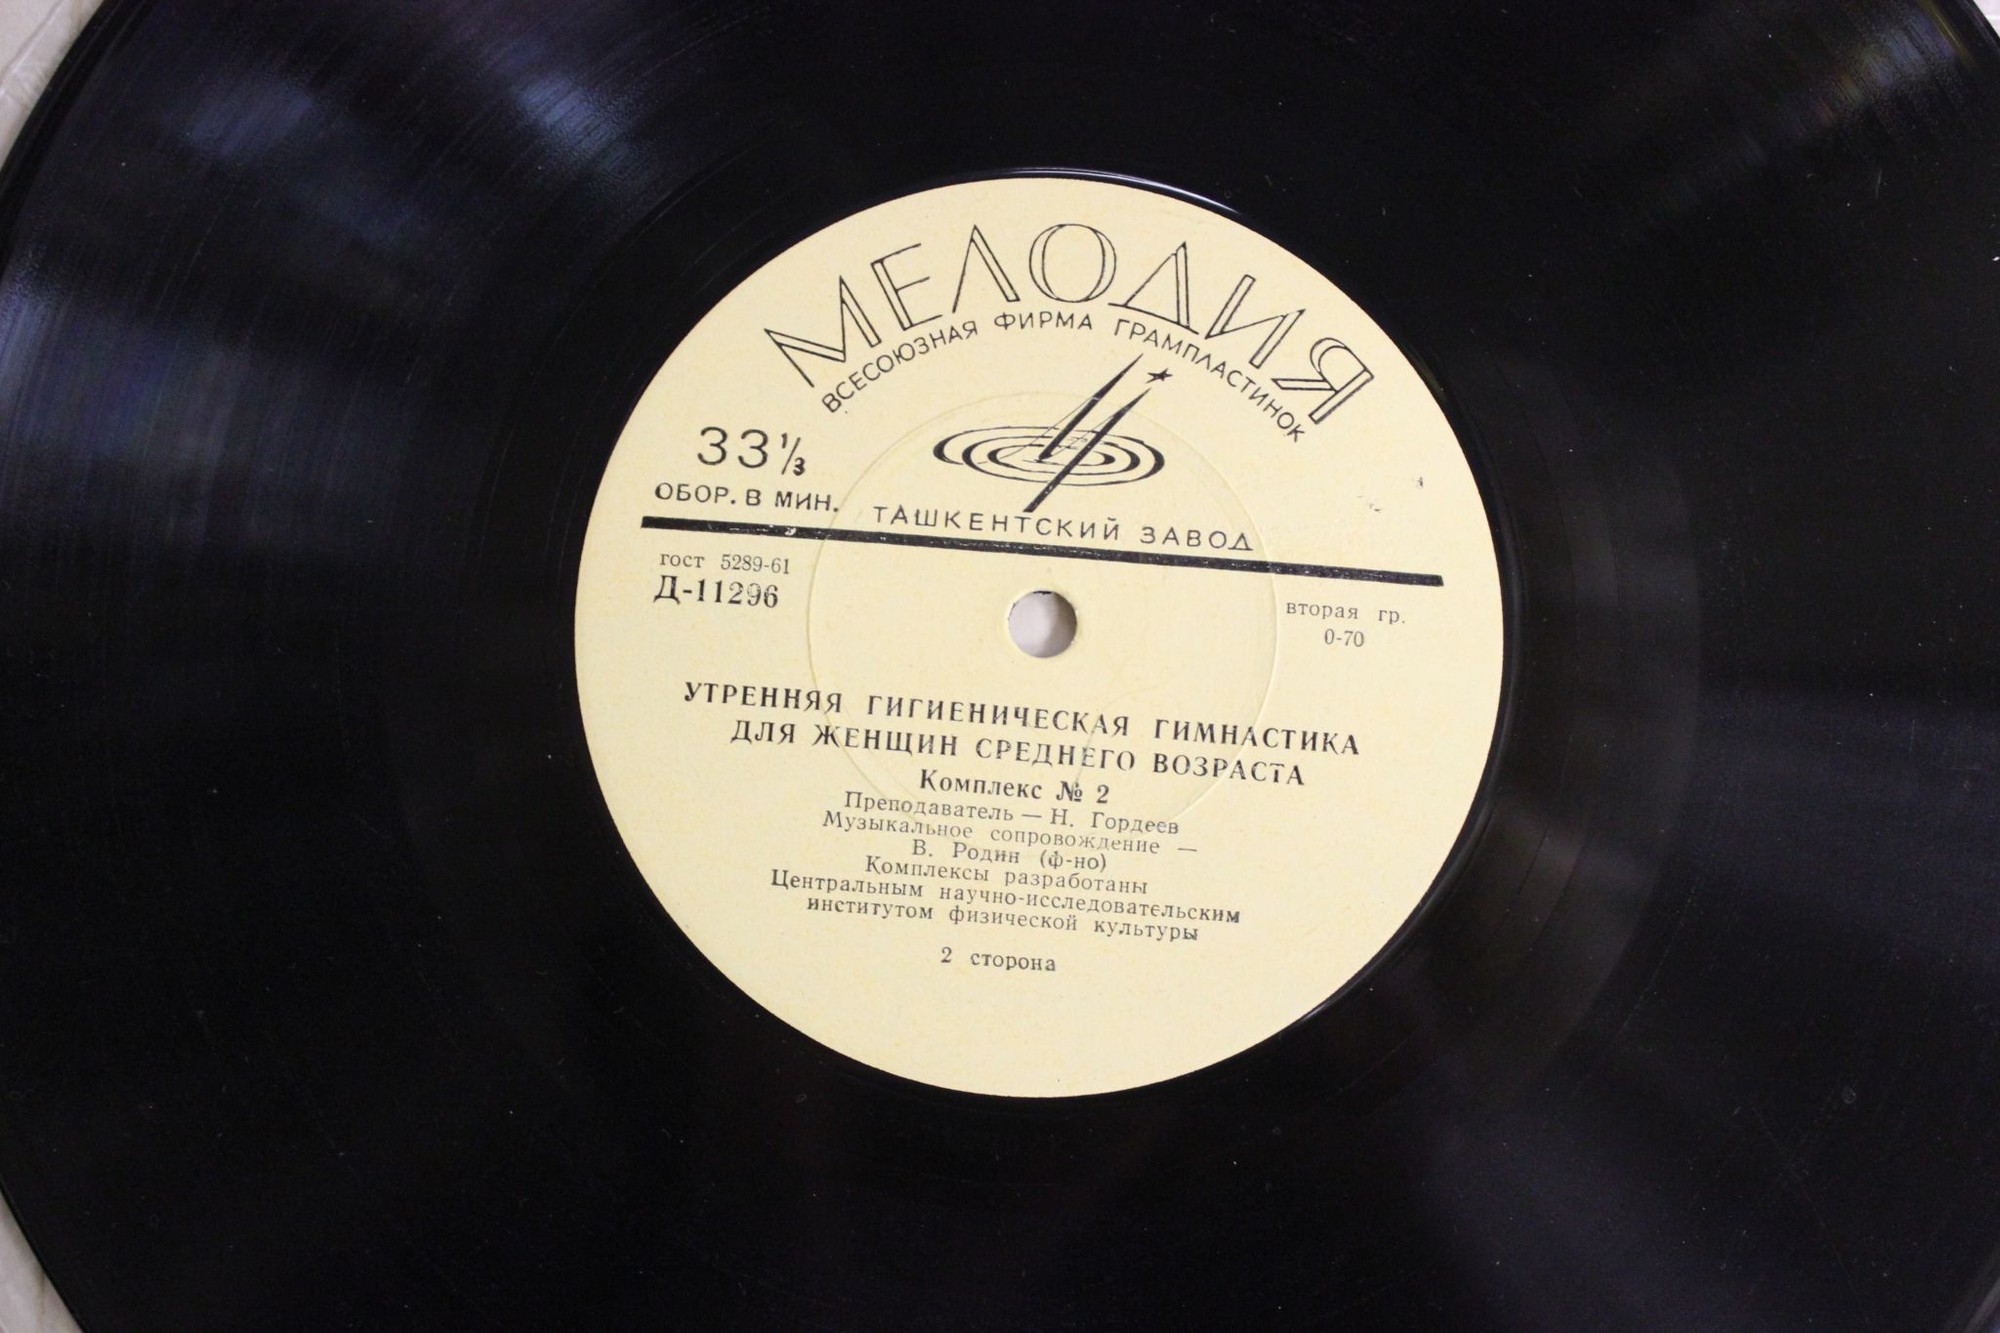 МЕЛОДИЯ
ВСЕСОЮЗНАЯ ФИРМА ГРАМПЛАСТИНОК
33⅓
ОБОР. В МИН.
ТАШКЕНТСКИЙ ЗАВОД
гост 5289-61
Д-11296
вторая гр.
0-70
УТРЕННЯЯ ГИГИЕНИЧЕСКАЯ ГИМНАСТИКА
ДЛЯ ЖЕНЩИН СРЕДНЕГО ВОЗРАСТА
Комплекс № 2
Преподаватель — Н. Гордеев
Музыкальное сопровождение —
В. Родин (ф-но)
Комплексы разработаны
Центральным научно-исследовательским
институтом физической культуры
2 сторона